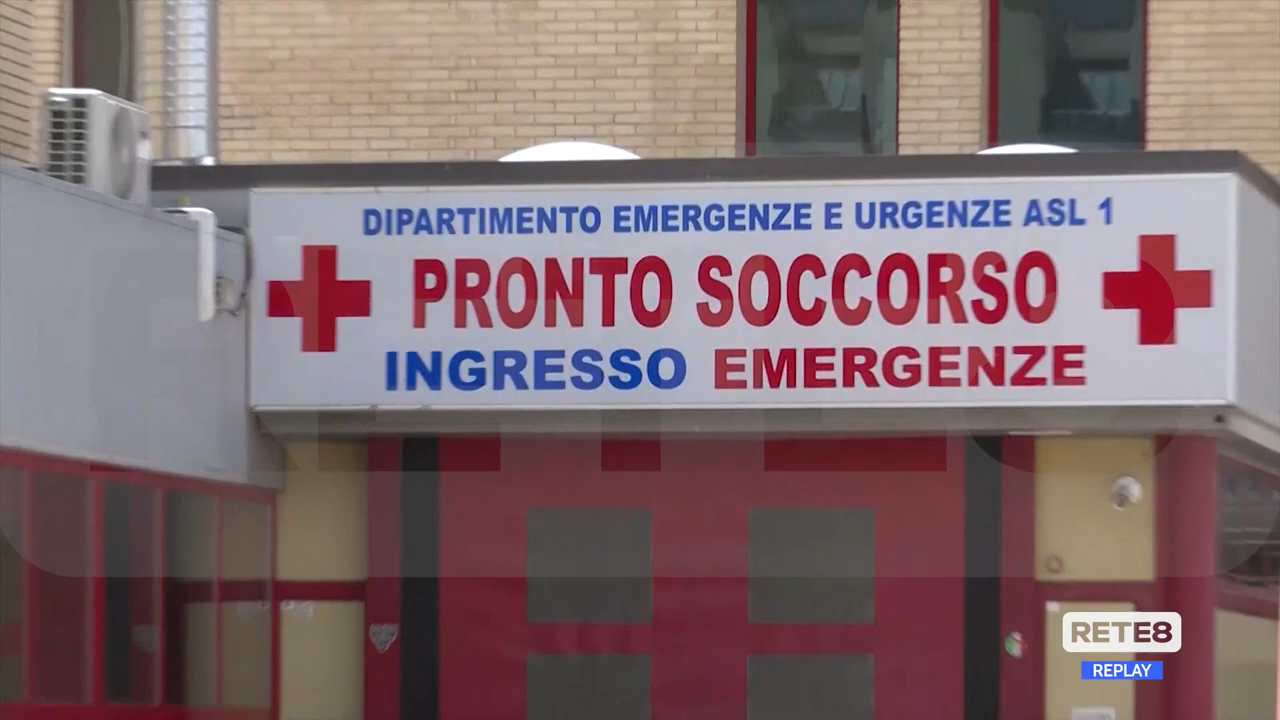 DIPARTIMENTO EMERGENZE E URGENZE ASL 1
PRONTO SOCCORSO
INGRESSO EMERGENZE
RETE8
REPLAY